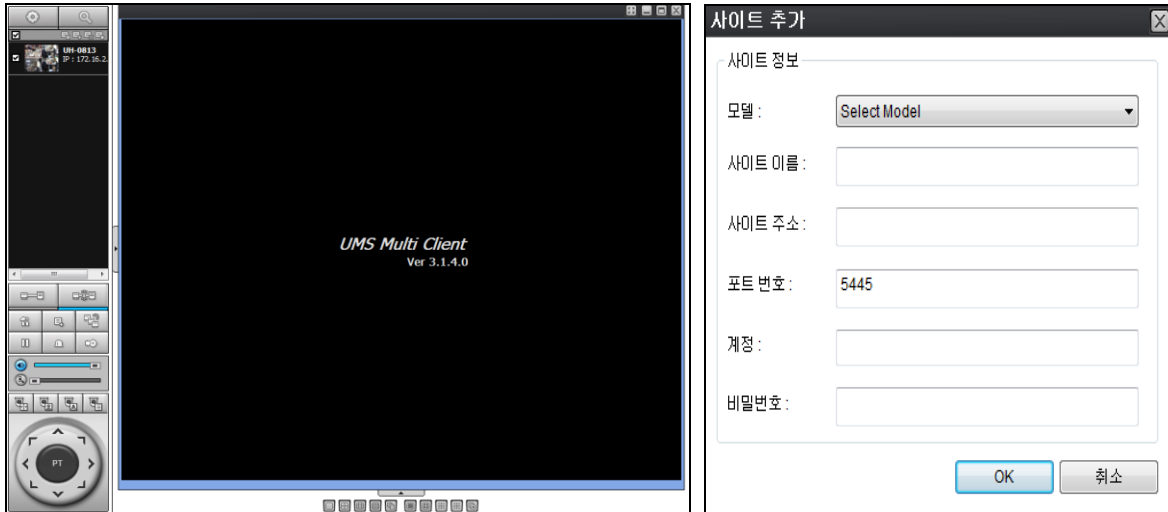 UH-0813
IP : 172.16.2.
UMS Multi Client
Ver 3.1.4.0
PT
사이트 추가
사이트 정보
모델 :
Select Model
사이트 이름 :
사이트 주소 :
포트 번호 :
5445
계정 :
비밀번호 :
OK
취소